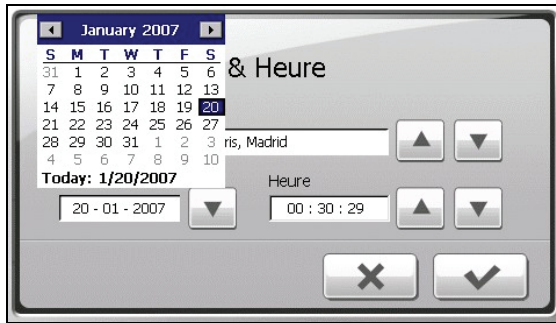 January 2007
S M T W T F S
31 1 2 3 4 5 6
7 8 9 10 11 12 13
14 15 16 17 18 19 20
21 22 23 24 25 26 27
28 29 30 31 1 2 3
4 5 6 7 8 9 10
Today: 1/20/2007
& Heure
ris, Madrid
Heure
20 - 01 - 2007
00 : 30 : 29